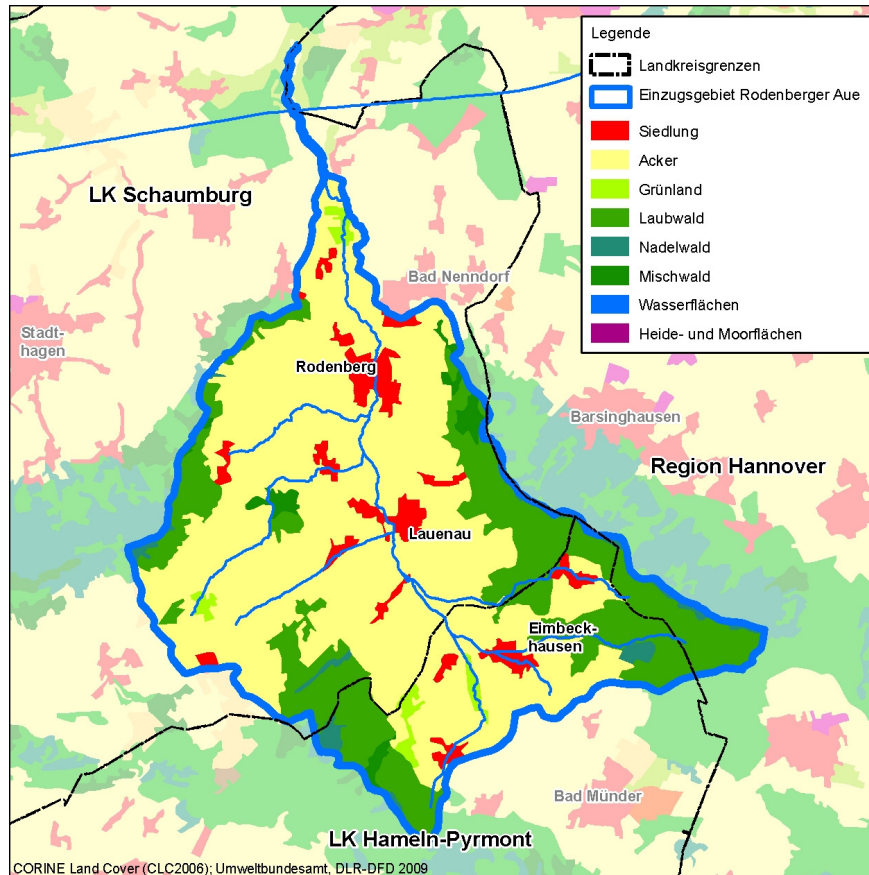 Legende
Landkreisgrenzen
Einzugsgebiet Rodenberger Aue
Siedlung
Acker
Grünland
Laubwald
Nadelwald
Mischwald
Wasserflächen
Heide- und Moorflächen
LK Schaumburg
Bad Nenndorf
Stadt-
hagen
Rodenberg
Barsinghausen
Region Hannover
Lauenau
Eimbeck-
hausen
Bad Münder
LK Hameln-Pyrmont
CORINE Land Cover (CLC2006); Umweltbundesamt, DLR-DFD 2009